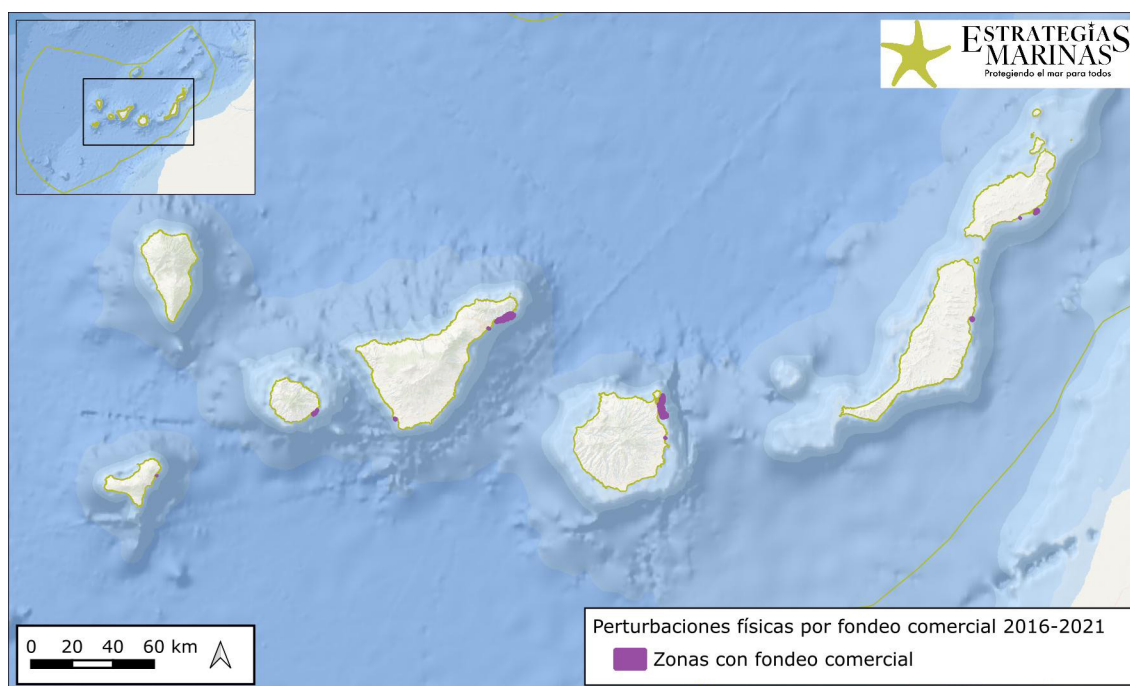 ESTRATEGIAS
MARINAS
Protegiendo el mar para todos
0 20 40 60 km
Perturbaciones físicas por fondeo comercial 2016-2021
Zonas con fondeo comercial